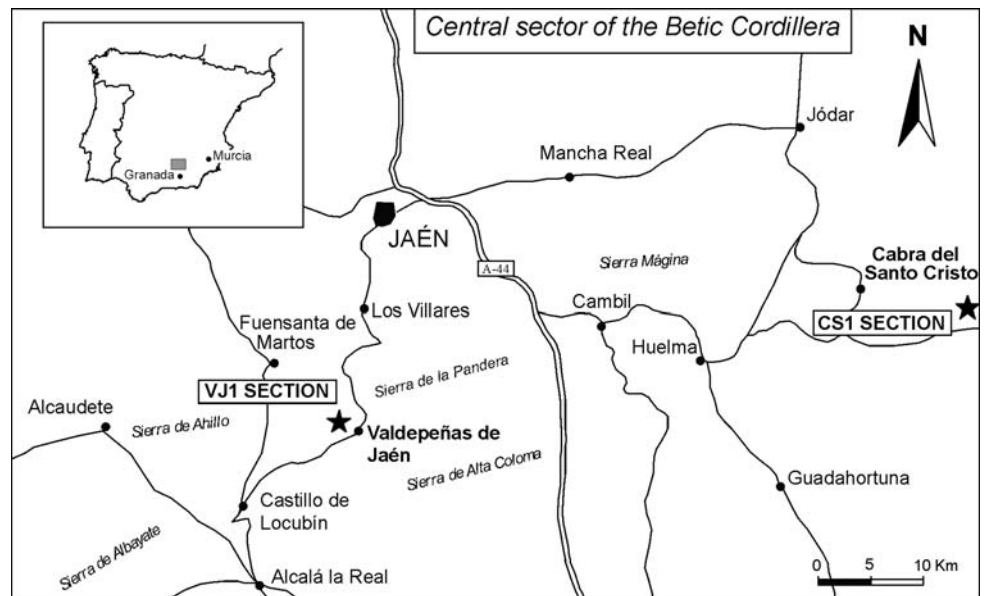 Central sector of the Betic Cordillera
N
Murcia
Granada
Jódar
Mancha Real
JAÉN
A-44
Sierra Mágina
Cabra del
Santo Cristo
Los Villares
Cambil
CS1 SECTION
Fuensanta de
Martos
Huelma
Sierra de la Pandera
VJ1 SECTION
Alcaudete
Sierra de Ahillo
Valdepeñas de
Jaén
Sierra de Alta Coloma
Guadahortuna
Castillo de
Locubín
Sierra de Albayate
Alcalá la Real
0 5 10 Km